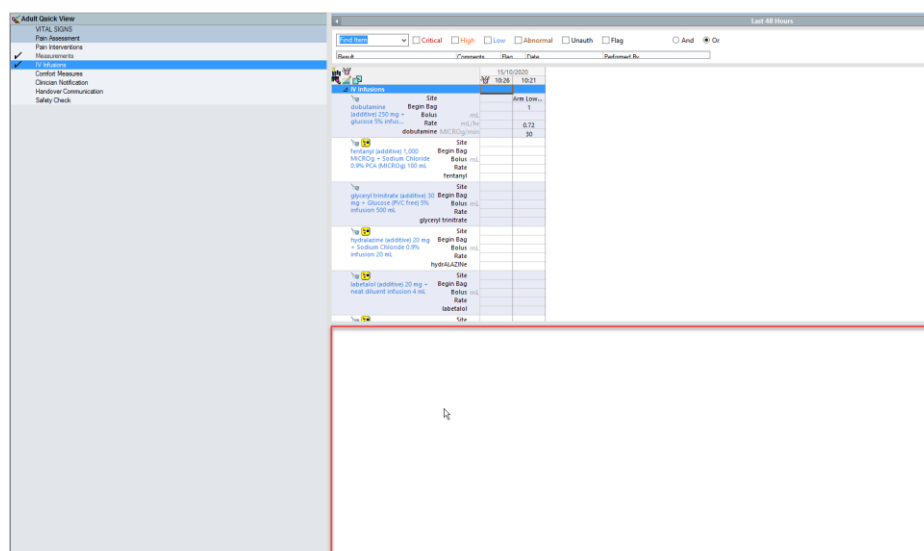 Adult Quick View
VITAL SIGNS
Pain Assessment
Pain Interventions
Measurements
IV Infusions
Comfort Measures
Clinician Notification
Handover Communication
Safety Check
Last 48 Hours
Find Item Critical High Low Abnormal Unauth Flag And Or
Result Comments Flag Date Performed By
15/10/2020
10:26 10:21
IV Infusions
Site Arm Low...
dobutamine Begin Bag 1
(additive) 250 mg + Bolus mL
glucose 5% infus... Rate mL/hr 0.72
dobutamine MICROg/min 30
Site
fentanyl (additive) 1,000 Begin Bag
MICROg + Sodium Chloride Bolus mL
0.9% PCA (MICROg) 100 mL Rate
fentanyl
Site
glyceryl trinitrate (additive) 30 Begin Bag
mg + Glucose (PVC free) 5% Bolus mL
infusion 500 mL Rate
glyceryl trinitrate
Site
hydralazine (additive) 20 mg Begin Bag
+ Sodium Chloride 0.9% Bolus mL
infusion 20 mL Rate
hydrALAZINe
Site
labetalol (additive) 20 mg + Begin Bag
neat diluent infusion 4 mL Bolus mL
Rate
labetalol
Site